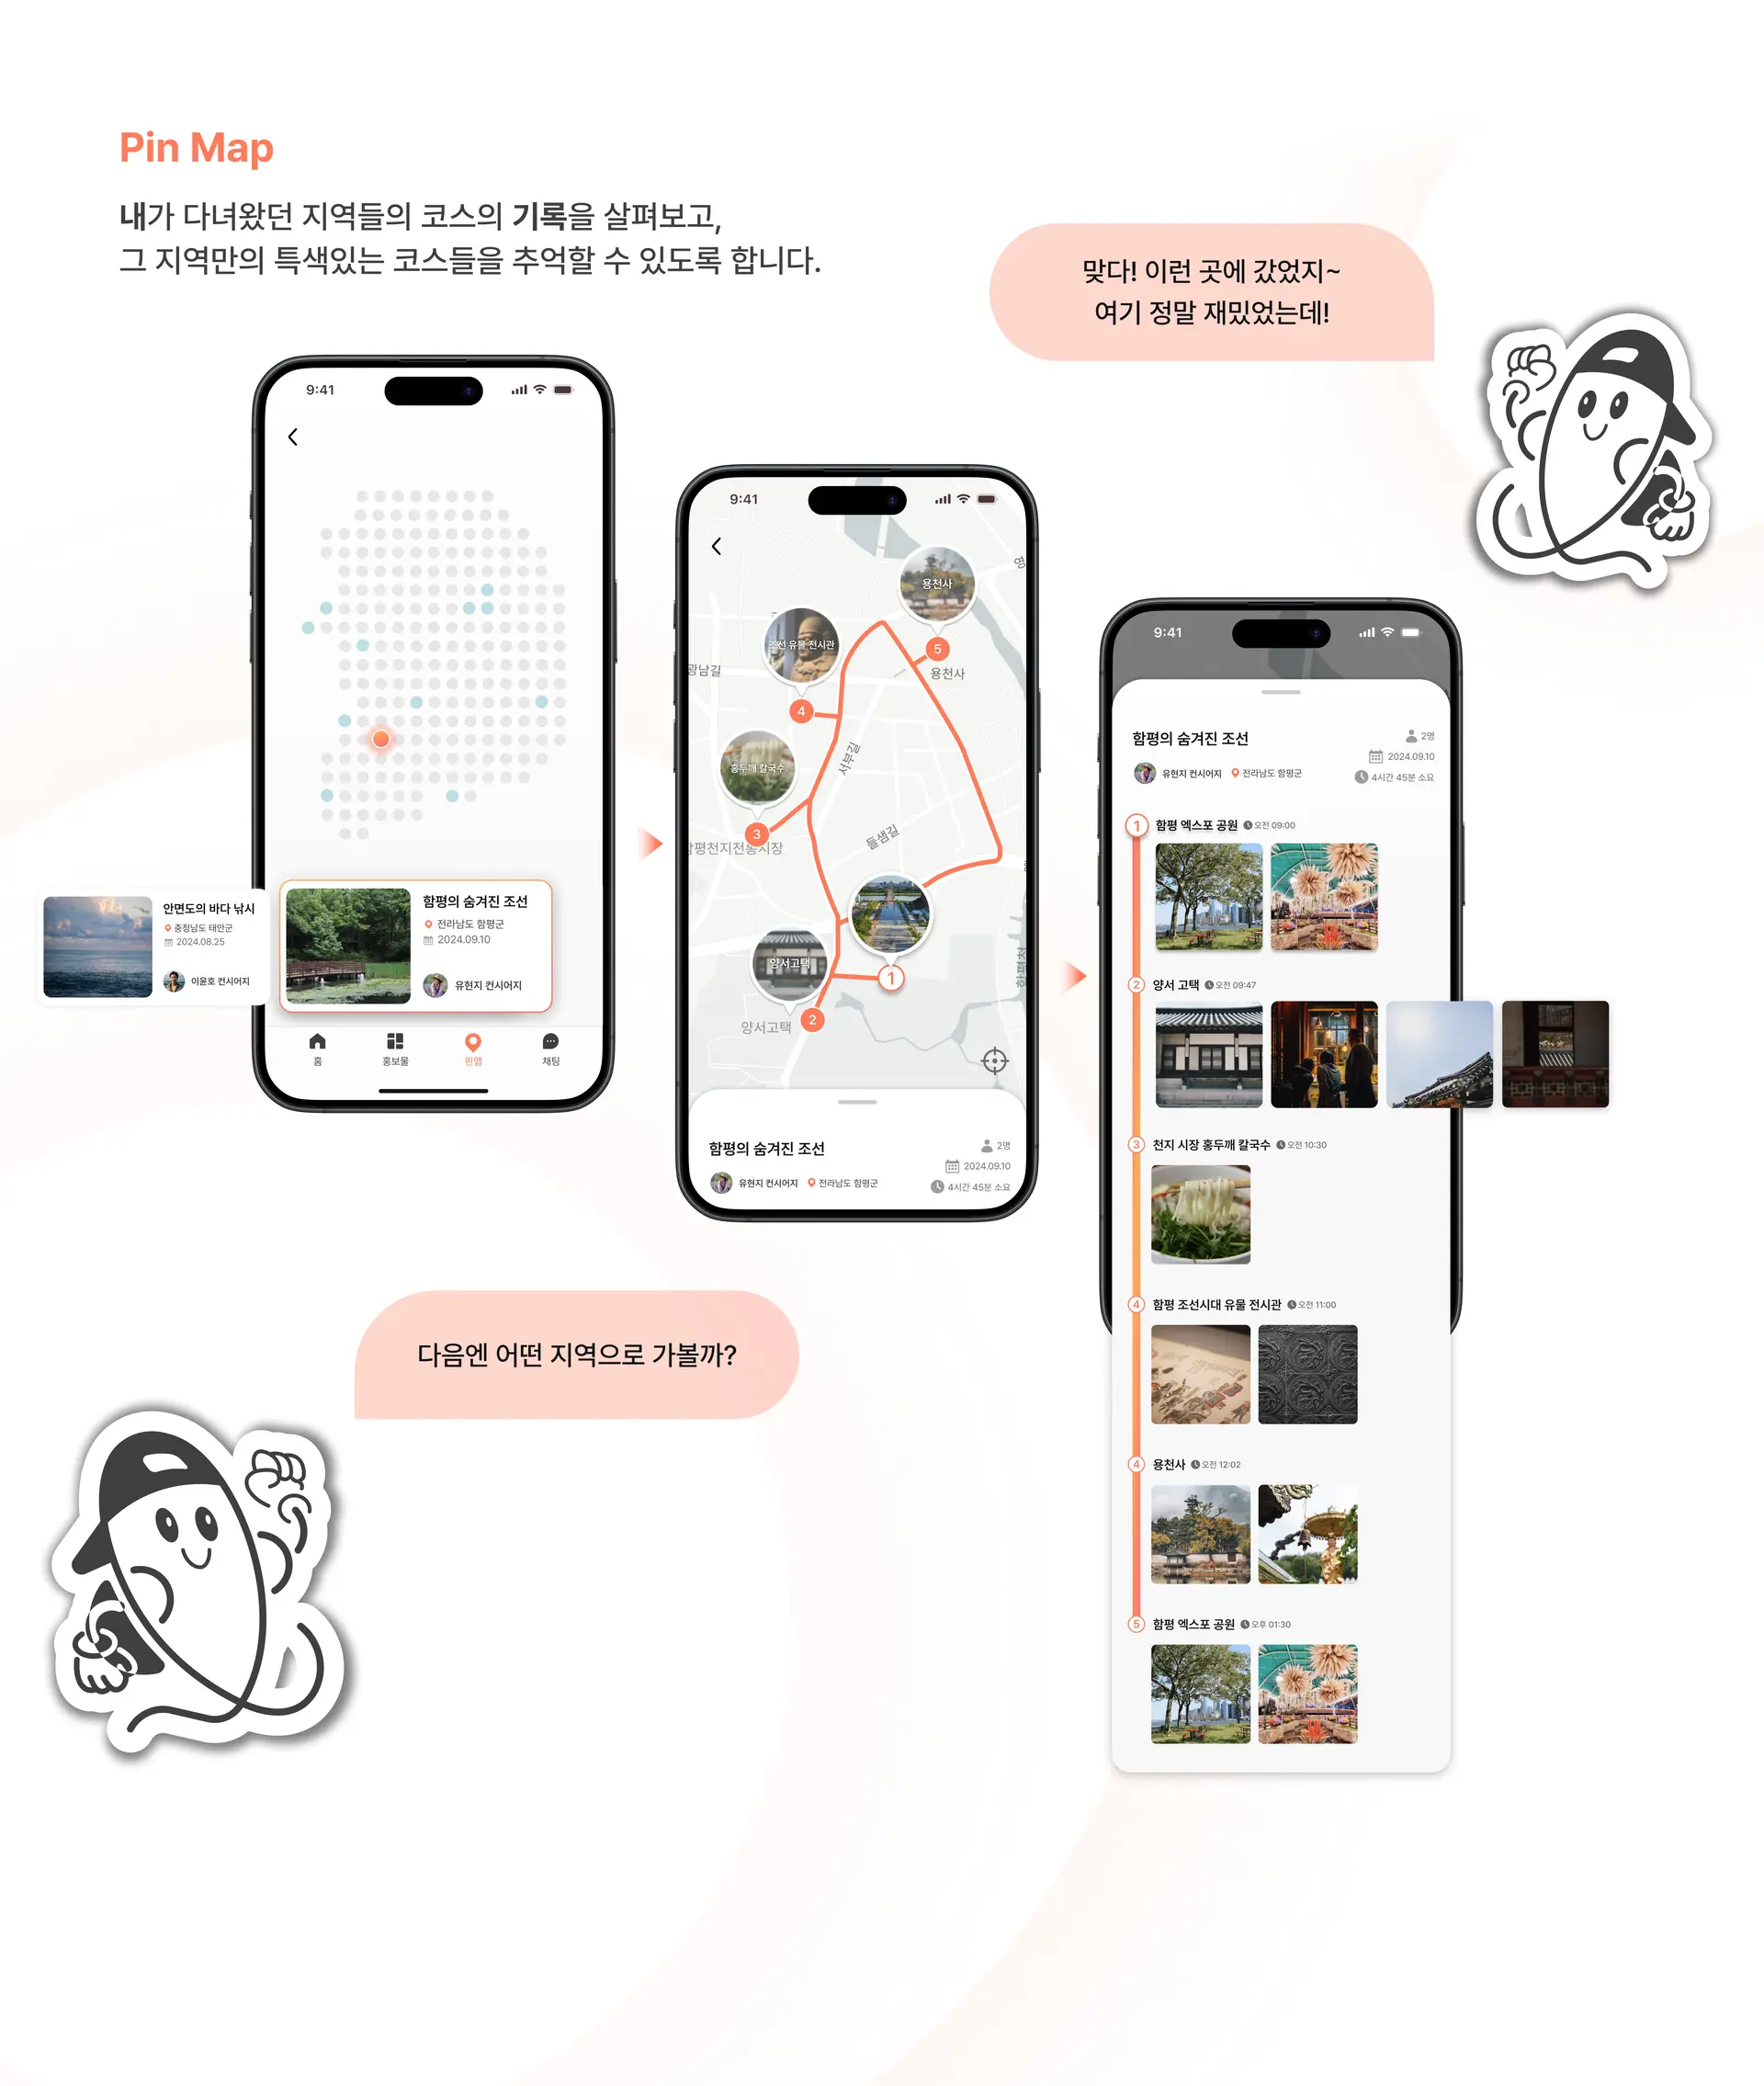 Pin Map
내가 다녀왔던 지역들의 코스의 기록을 살펴보고,
그 지역만의 특색있는 코스들을 추억할 수 있도록 합니다.
맞다! 이런 곳에 갔었지~
여기 정말 재밌었는데!
9:41
안면도의 바다 낚시
충청남도 태안군
2024.08.25
이윤호 컨시어지
함평의 숨겨진 조선
전라남도 함평군
2024.09.10
유현지 컨시어지
홈
홍보물
핀맵
채팅
9:41
용천사
5
용천사
조선 유물 전시관
4
광남길
서부길
홍두깨 칼국수
3
함평천지전통시장
들샘길
1
양서고택
2
양서고택
함평의 숨겨진 조선
2명
2024.09.10
유현지 컨시어지
전라남도 함평군
4시간 45분 소요
9:41
함평의 숨겨진 조선
2명
2024.09.10
유현지 컨시어지
전라남도 함평군
4시간 45분 소요
1 함평 엑스포 공원 오전 09:00
2 양서 고택 오전 09:47
3 천지 시장 홍두깨 칼국수 오전 10:30
4 함평 조선시대 유물 전시관 오전 11:00
4 용천사 오전 12:02
5 함평 엑스포 공원 오후 01:30
다음엔 어떤 지역으로 가볼까?